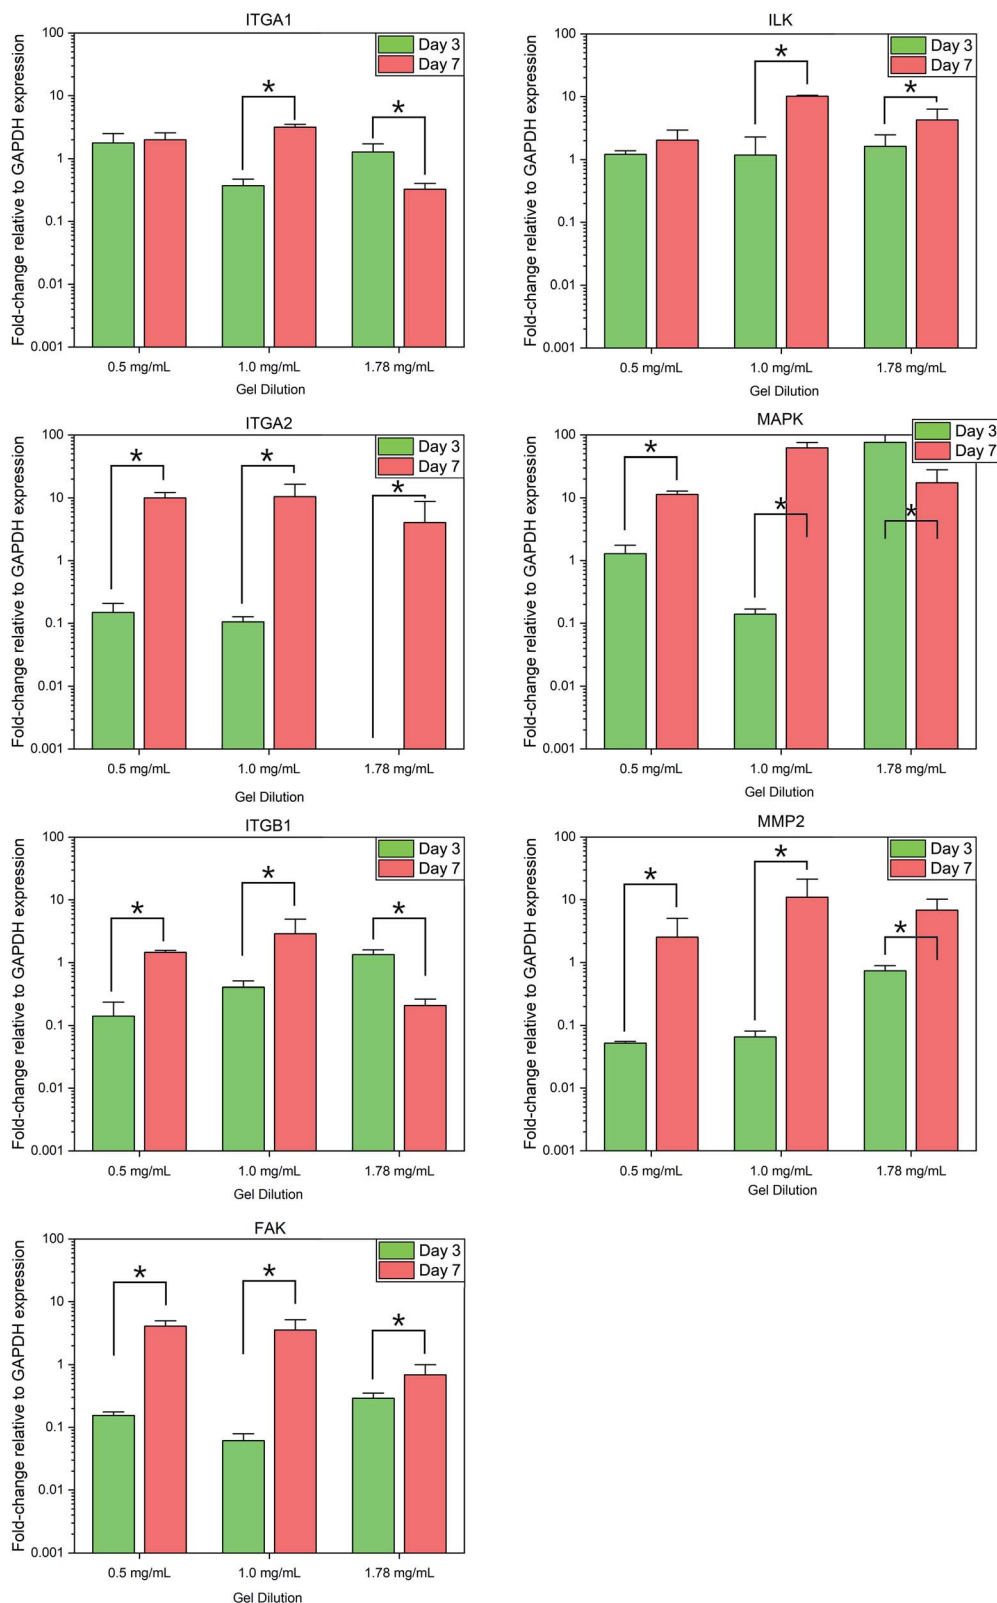 ITGA1
Fold-change relative to GAPDH expression
100
10
1
0.1
0.01
0.001
Day 3
Day 7
*
*
0.5 mg/mL 1.0 mg/mL 1.78 mg/mL
Gel Dilution
ILK
Fold-change relative to GAPDH expression
100
10
1
0.1
0.01
0.001
Day 3
Day 7
*
*
0.5 mg/mL 1.0 mg/mL 1.78 mg/mL
Gel Dilution
ITGA2
Fold-change relative to GAPDH expression
100
10
1
0.1
0.01
0.001
Day 3
Day 7
*
*
*
0.5 mg/mL 1.0 mg/mL 1.78 mg/mL
Gel Dilution
MAPK
Fold-change relative to GAPDH expression
100
10
1
0.1
0.01
0.001
Day 3
Day 7
*
*
*
0.5 mg/mL 1.0 mg/mL 1.78 mg/mL
Gel Dilution
ITGB1
Fold-change relative to GAPDH expression
100
10
1
0.1
0.01
0.001
Day 3
Day 7
*
*
*
0.5 mg/mL 1.0 mg/mL 1.78 mg/mL
Gel Dilution
MMP2
Fold-change relative to GAPDH expression
100
10
1
0.1
0.01
0.001
Day 3
Day 7
*
*
*
0.5 mg/mL 1.0 mg/mL 1.78 mg/mL
Gel Dilution
FAK
Fold-change relative to GAPDH expression
100
10
1
0.1
0.01
0.001
Day 3
Day 7
*
*
*
0.5 mg/mL 1.0 mg/mL 1.78 mg/mL
Gel Dilution